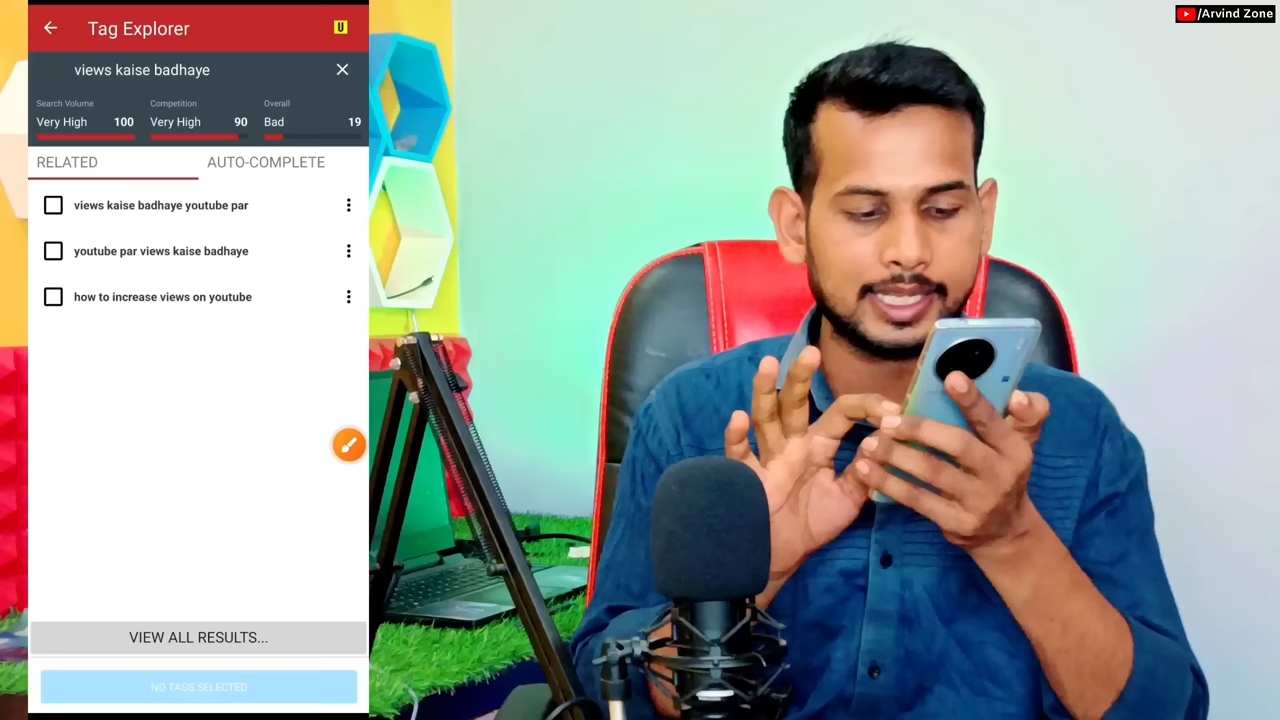 /Arvind Zone
Tag Explorer
U
views kaise badhaye
Search Volume
Very High 100
Competition
Very High 90
Overall
Bad 19
RELATED
AUTO-COMPLETE
views kaise badhaye youtube par
youtube par views kaise badhaye
how to increase views on youtube
VIEW ALL RESULTS...
NO TAGS SELECTED